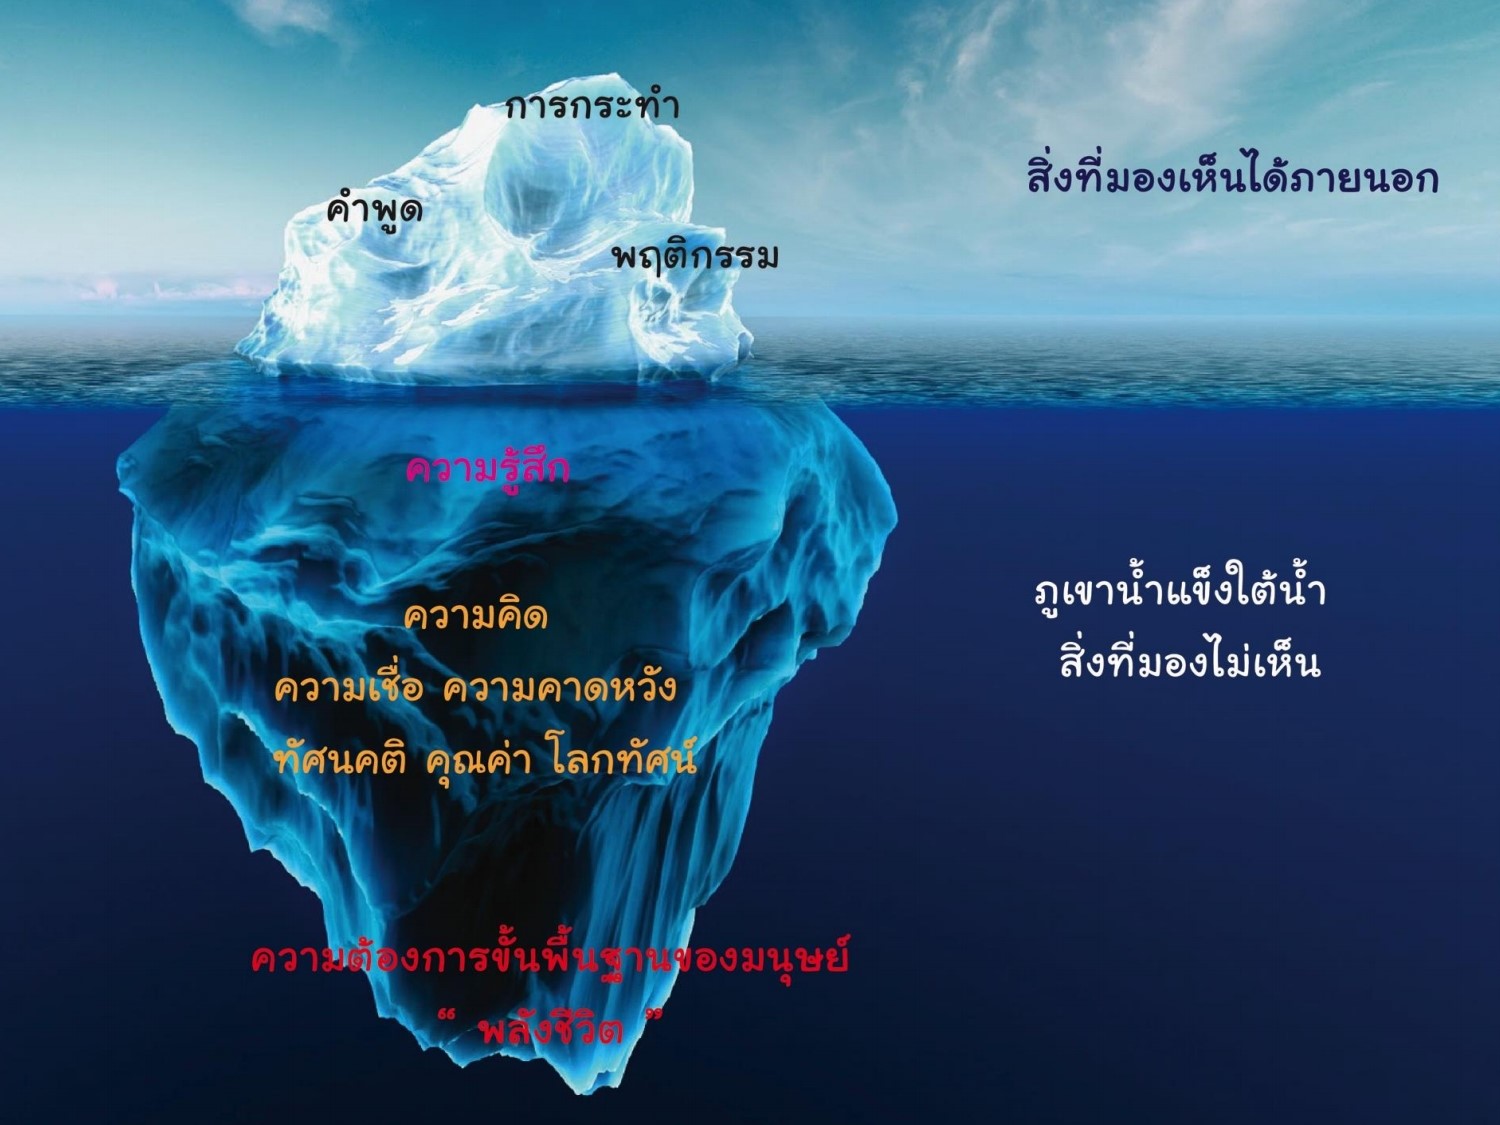 การกระทำ
สิ่งที่มองเห็นได้ภายนอก
คำพูด
พฤติกรรม
ความรู้สึก
ความคิด
ความเชื่อ ความคาดหวัง
ทัศนคติ คุณค่า โลกทัศน์
ภูเขาน้ำแข็งใต้น้ำ
สิ่งที่มองไม่เห็น
ความต้องการขั้นพื้นฐานของมนุษย์
“ พลังชีวิต ”